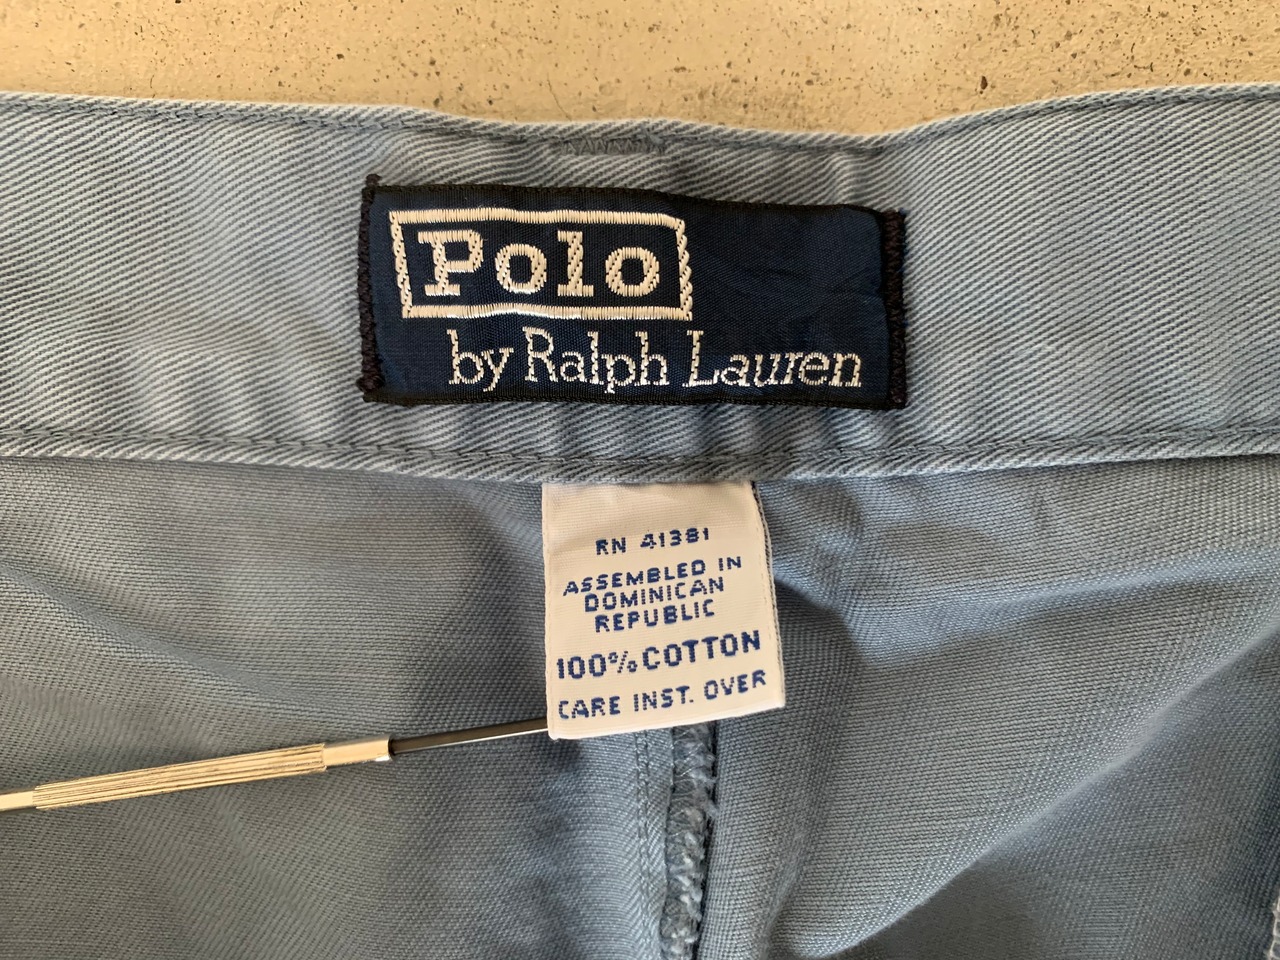 Polo
by Ralph Lauren
RN 41381
ASSEMBLED IN
DOMINICAN
REPUBLIC
100% COTTON
CARE INST. OVER